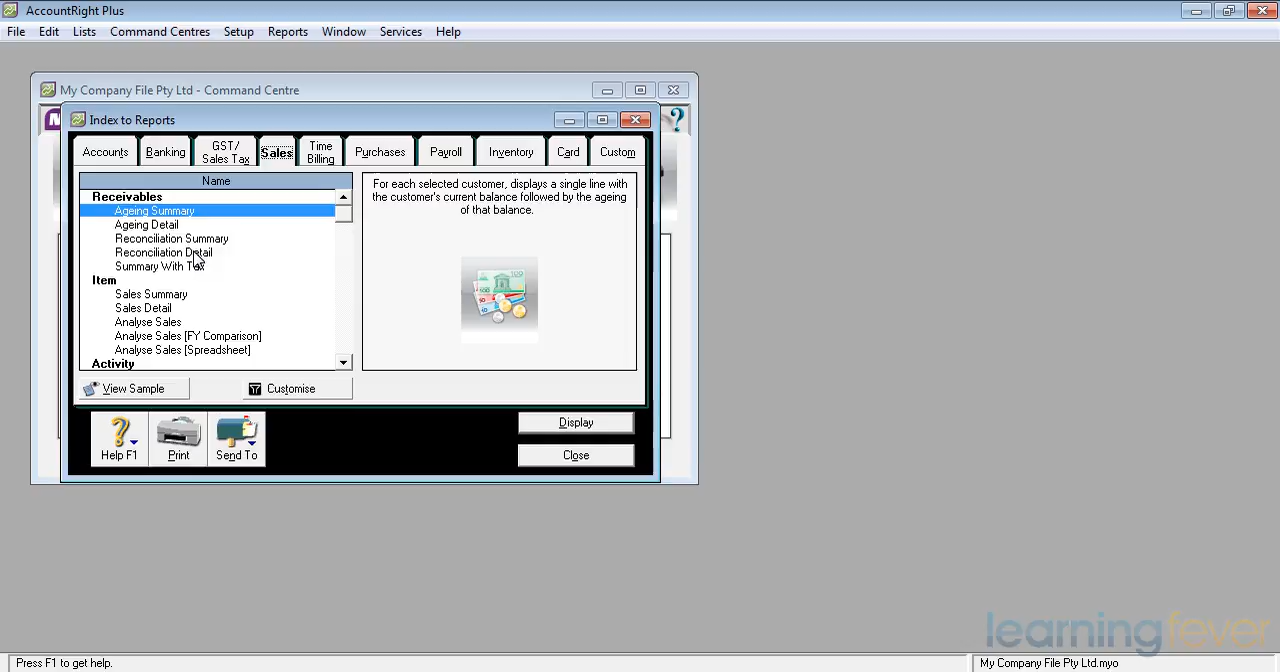 AccountRight Plus
File Edit Lists Command Centres Setup Reports Window Services Help
My Company File Pty Ltd - Command Centre
Index to Reports
Accounts Banking GST/ Sales Tax Sales Time Billing Purchases Payroll Inventory Card Custom
Name
Receivables
Ageing Summary
Ageing Detail
Reconciliation Summary
Reconciliation Detail
Summary With Tax
Item
Sales Summary
Sales Detail
Analyse Sales
Analyse Sales [FY Comparison]
Analyse Sales [Spreadsheet]
Activity
For each selected customer, displays a single line with
the customer's current balance followed by the ageing
of that balance.
View Sample Customise
Help F1 Print Send To
Display
Close
learningfever
Press F1 to get help.
My Company File Pty Ltd.myo